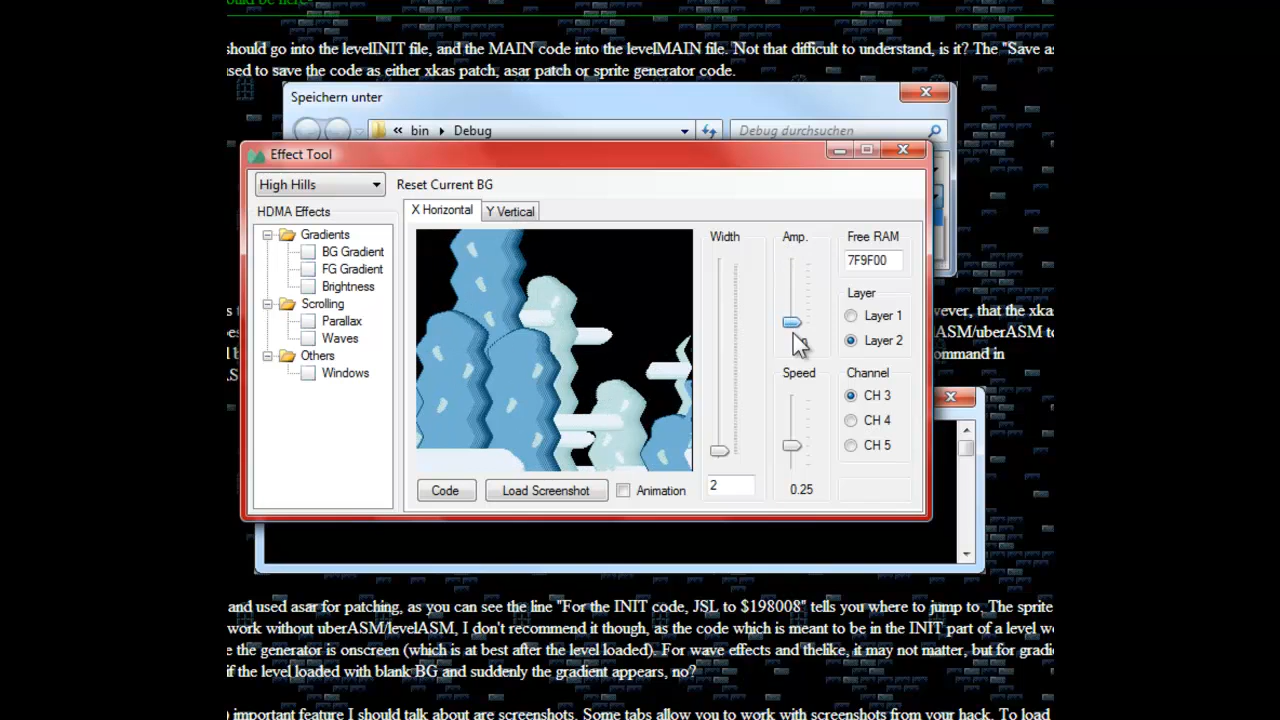 should go into the levelINIT file, and the MAIN code into the levelMAIN file. Not that difficult to understand, is it? The "Save as
used to save the code as either xkas patch, asar patch or sprite generator code.
Speichern unter
« bin Debug
Debug durchsuchen
Effect Tool
High Hills
Reset Current BG
HDMA Effects
X Horizontal
Y Vertical
Gradients
BG Gradient
FG Gradient
Brightness
Scrolling
Parallax
Waves
Others
Windows
Width
Amp.
Free RAM
7F9F00
Layer
Layer 1
Layer 2
Speed
Channel
CH 3
CH 4
CH 5
2
0.25
Code
Load Screenshot
Animation
however, that the xkas
ASM/uberASM to
command in
and used asar for patching, as you can see the line "For the INIT code, JSL to $198008" tells you where to jump to. The sprite
work without uberASM/levelASM, I don't recommend it though, as the code which is meant to be in the INIT part of a level
the generator is onscreen (which is at best after the level loaded). For wave effects and thelike, it may not matter, but for
if the level loaded with blank BG and suddenly the gradient appears, no?
important feature I should talk about are screenshots. Some tabs allow you to work with screenshots from your hack. To load